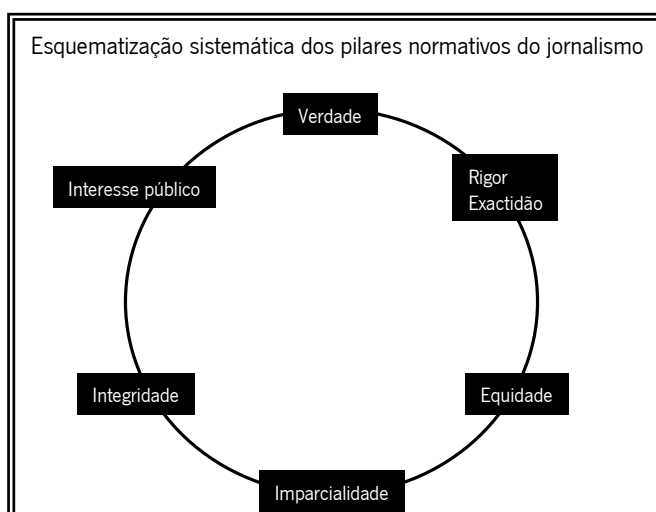 Esquematização sistemática dos pilares normativos do jornalismo
Verdade
Rigor
Exactidão
Equidade
Imparcialidade
Integridade
Interesse público